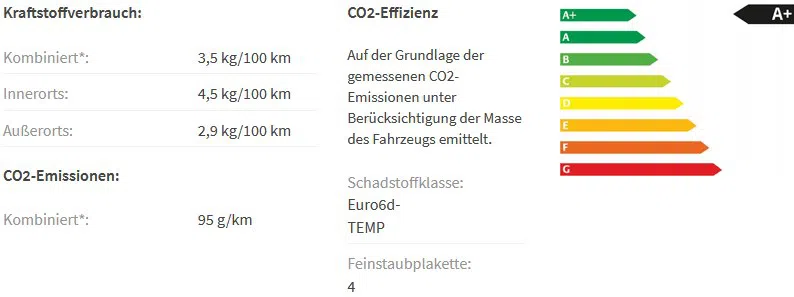 Kraftstoffverbrauch:
Kombiniert*: 3,5 kg/100 km
Innerorts: 4,5 kg/100 km
Außerorts: 2,9 kg/100 km
CO2-Emissionen:
Kombiniert*: 95 g/km
CO2-Effizienz
Auf der Grundlage der
gemessenen CO2-
Emissionen unter
Berücksichtigung der Masse
des Fahrzeugs emittelt.
Schadstoffklasse:
Euro6d-
TEMP
Feinstaubplakette:
4
A+ A+
A
B
C
D
E
F
G